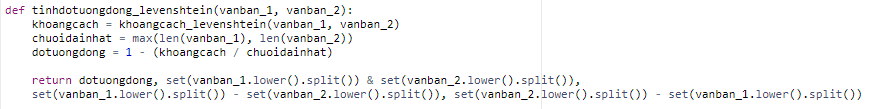 def tinhdotuongdong_levenshtein(vanban_1, vanban_2):
    khoangcach = khoangcach_levenshtein(vanban_1, vanban_2)
    chuoidainhat = max(len(vanban_1), len(vanban_2))
    dotuongdong = 1 - (khoangcach / chuoidainhat)

    return dotuongdong, set(vanban_1.lower().split()) & set(vanban_2.lower().split()),
    set(vanban_1.lower().split()) - set(vanban_2.lower().split()), set(vanban_2.lower().split()) - set(vanban_1.lower().split())